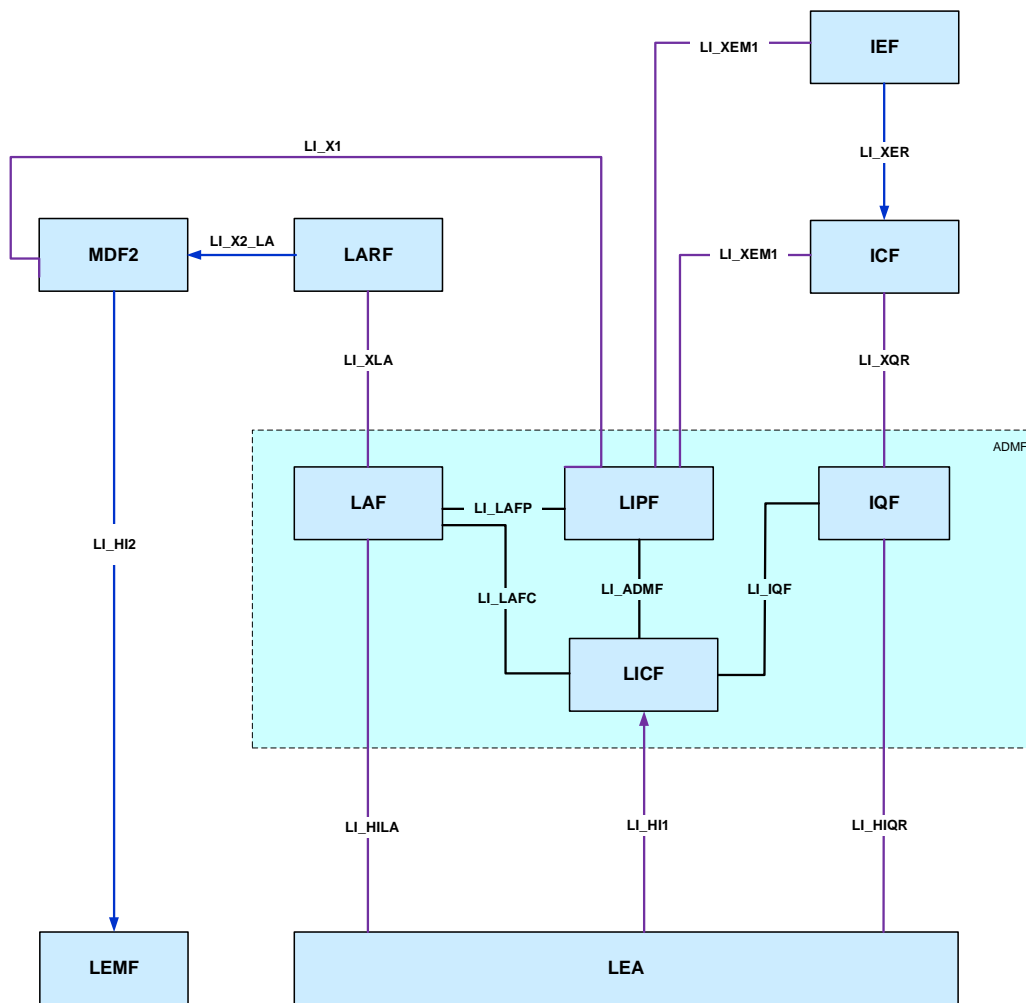 IEF
LI_XEM1
LI_X1
LI_XER
MDF2
LI_X2_LA
LARF
LI_XEM1
ICF
LI_XLA
LI_XQR
ADMF
LAF
LI_LAFP
LIPF
IQF
LI_HI2
LI_LAFC
LI_ADMF
LI_IQF
LICF
LI_HILA
LI_HI1
LI_HIQR
LEMF
LEA